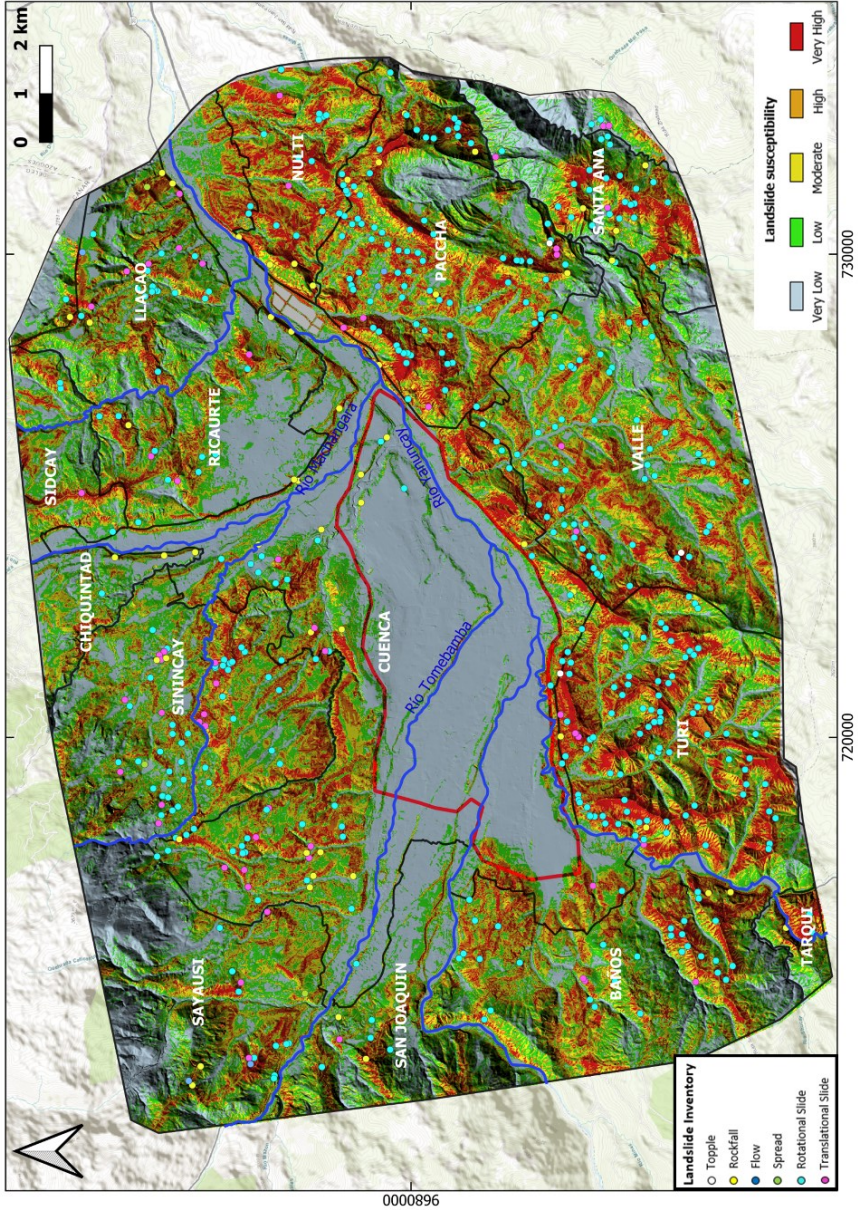 0 1 2 km
SIDCAY
LLACAO
CHIQUINTAD
RICAURTE
NULTI
SININCAY
Río Machángara
SAYAUSI
CUENCA
PACCHA
Río Yanuncay
Río Tomebamba
SAN JOAQUIN
SANTA ANA
VALLE
BAÑOS
TURI
TARQUI
9680000
720000
730000
Landslide Inventory
Topple
Rockfall
Flow
Spread
Rotational Slide
Translational Slide
Landslide susceptibility
Very Low
Low
Moderate
High
Very High